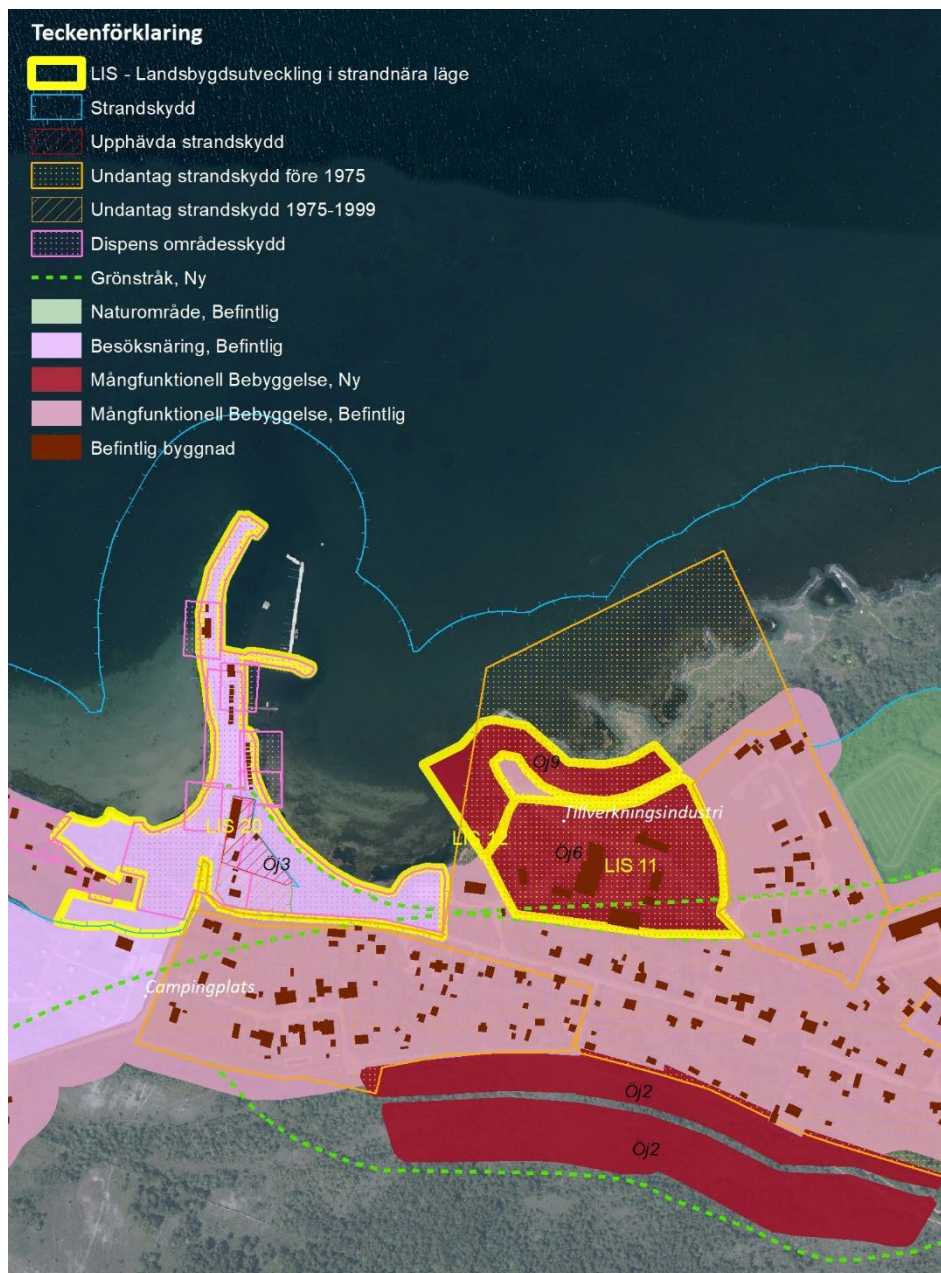 Teckenförklaring
LIS - Landsbygdsutveckling i strandnära läge
Strandskydd
Upphävda strandskydd
Undantag strandskydd före 1975
Undantag strandskydd 1975-1999
Dispens områdesskydd
Grönstråk, Ny
Naturområde, Befintlig
Besöksnäring, Befintlig
Mångfunktionell Bebyggelse, Ny
Mångfunktionell Bebyggelse, Befintlig
Befintlig byggnad
Öj9
Tillverkningsindustri
LIS 20
LIS
Öj3
Öj6
LIS 11
Campingplats
Öj2
Öj2